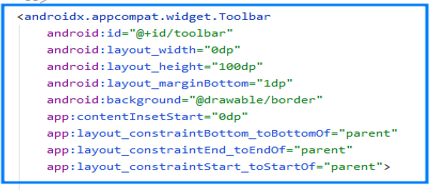 <androidx.appcompat.widget.Toolbar
android:id="@+id/toolbar"
android:layout_width="0dp"
android:layout_height="100dp"
android:layout_marginBottom="1dp"
android:background="@drawable/border"
app:contentInsetStart="0dp"
app:layout_constraintBottom_toBottomOf="parent"
app:layout_constraintEnd_toEndOf="parent"
app:layout_constraintStart_toStartOf="parent">